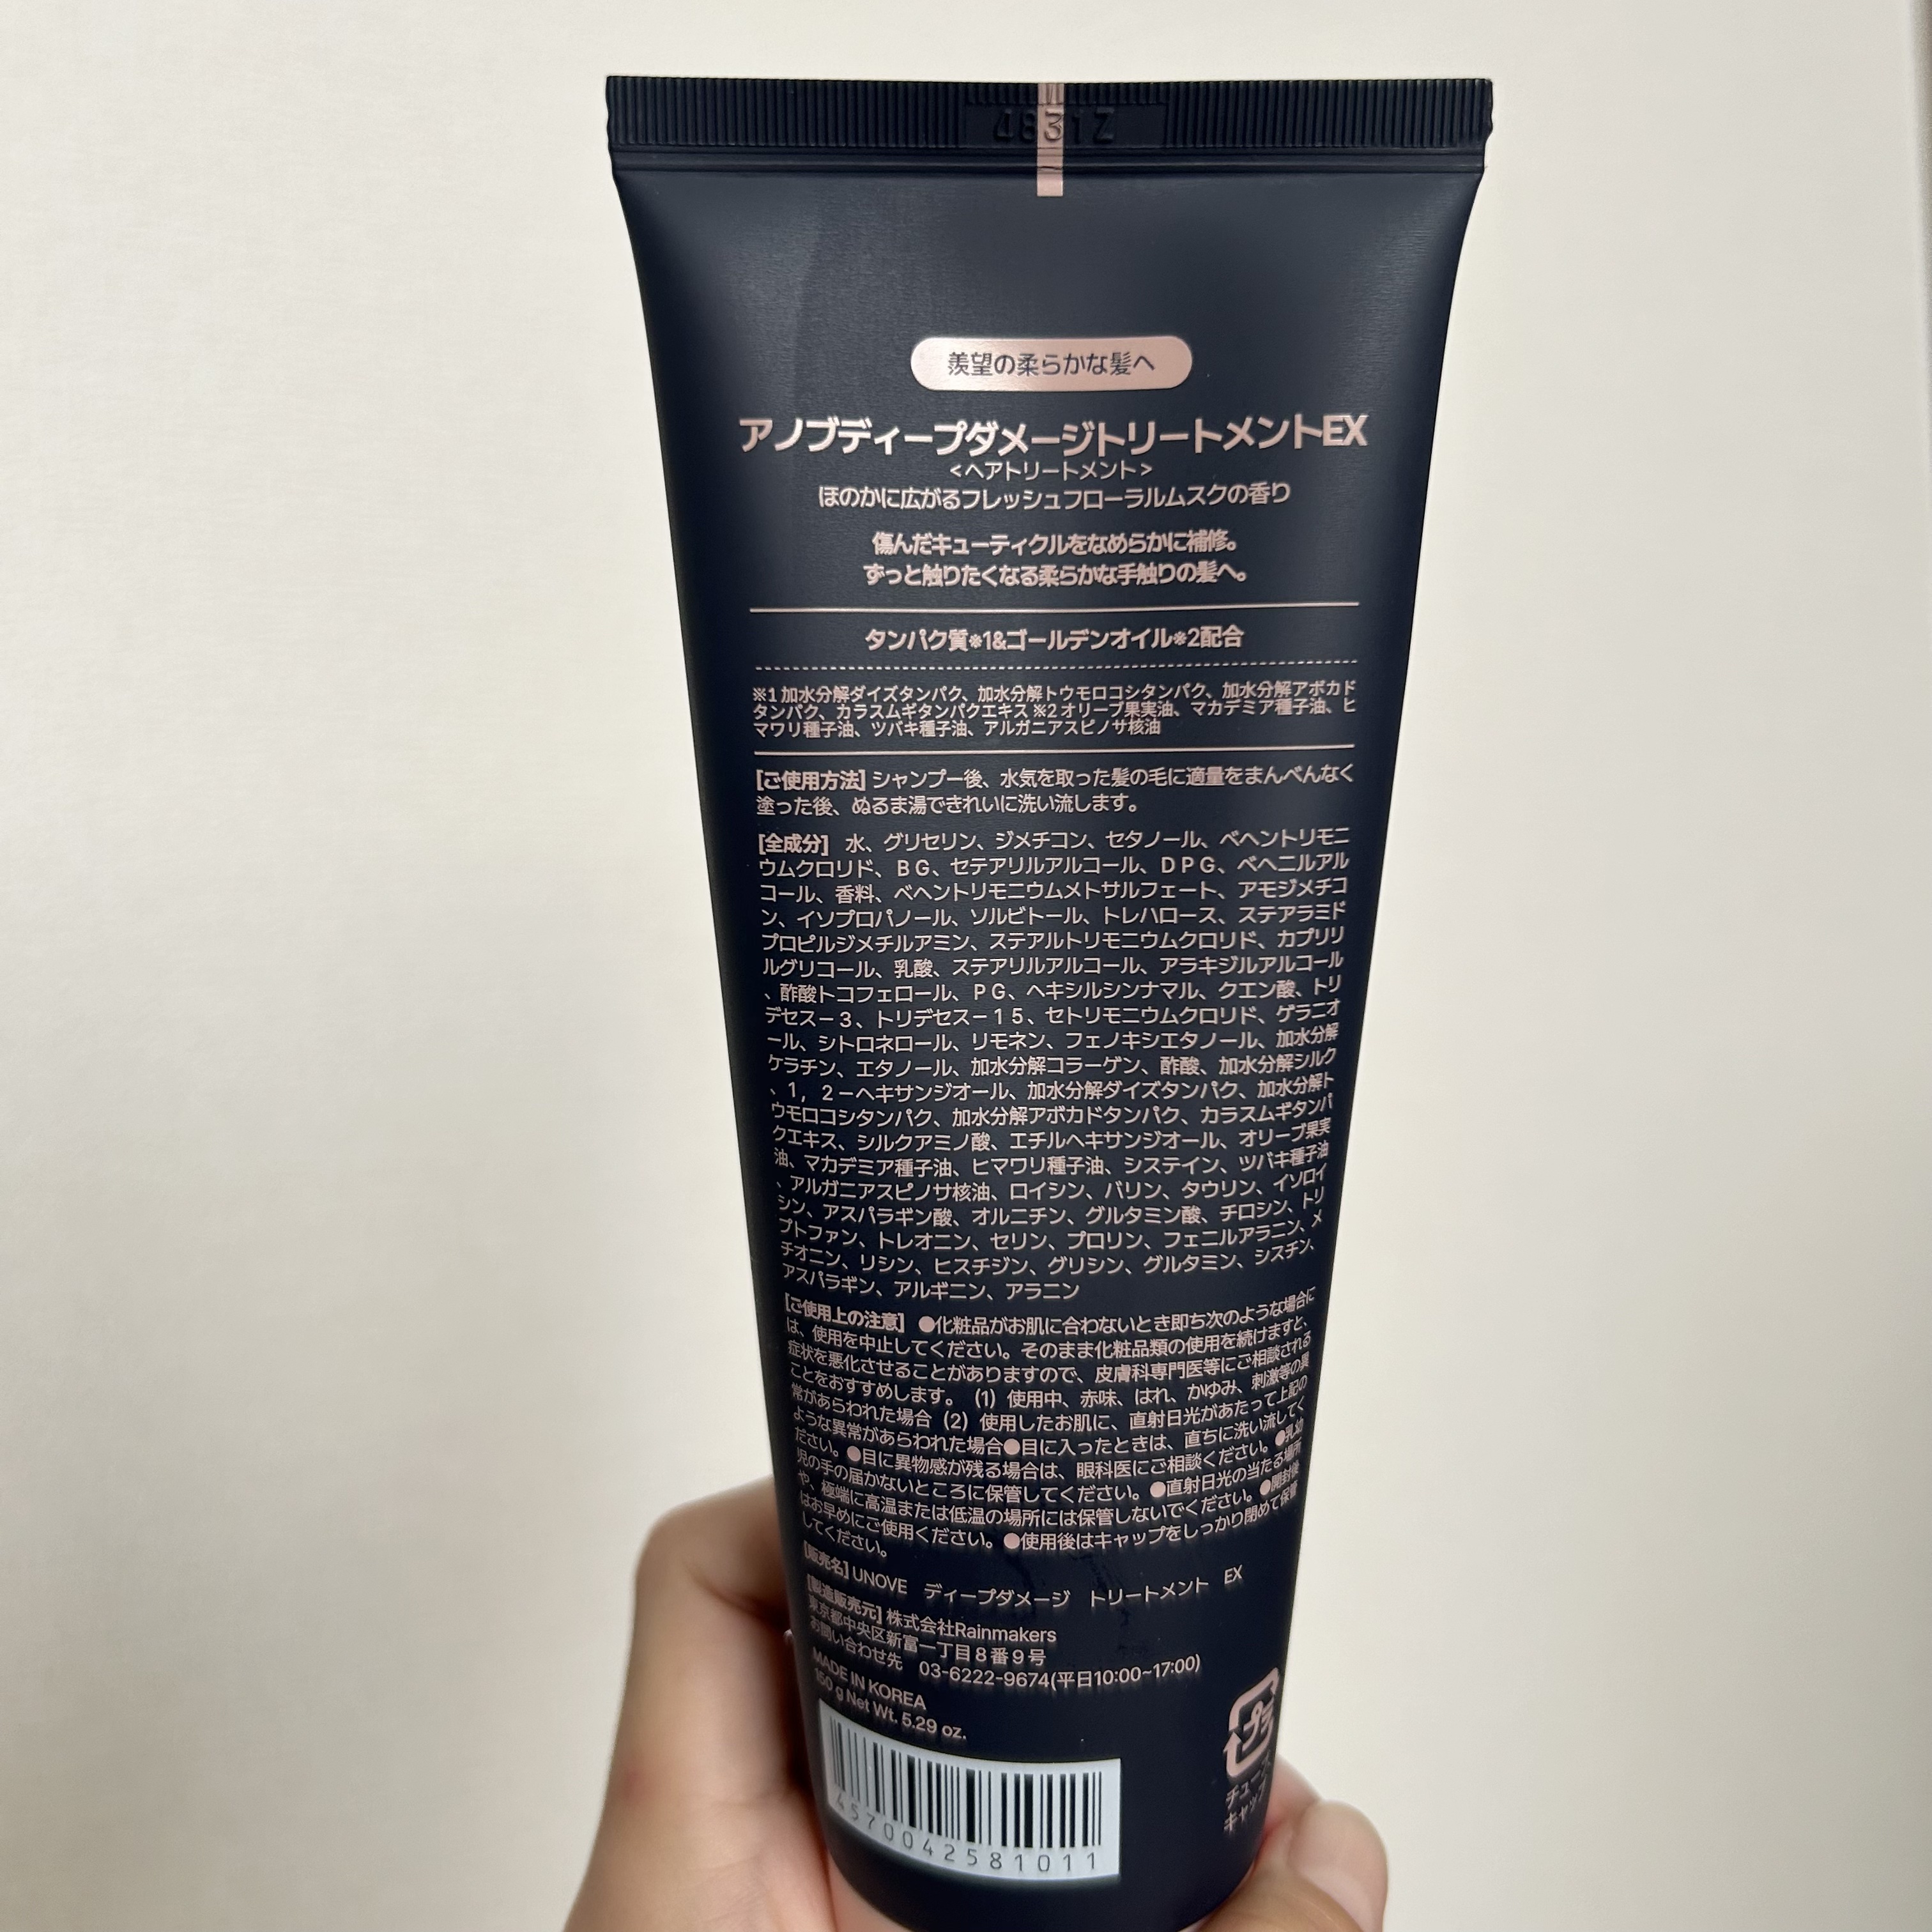 4831Z
羨望の柔らかな髪へ
アノブディープダメージトリートメントEX
<ヘアトリートメント>
ほのかに広がるフレッシュフローラルムスクの香り
傷んだキューティクルをなめらかに補修。
ずっと触りたくなる柔らかな手触りの髪へ。
タンパク質※1&ゴールデンオイル※2配合
※1 加水分解ダイズタンパク、加水分解トウモロコシタンパク、加水分解アボカド
タンパク、カラスムギタンパクエキス ※2 オリーブ果実油、マカデミア種子油、ヒ
マワリ種子油、ツバキ種子油、アルガニアスピノサ核油
[ご使用方法] シャンプー後、水気を取った髪の毛に適量をまんべんなく
塗った後、ぬるま湯できれいに洗い流します。
[全成分] 水、グリセリン、ジメチコン、セタノール、ベヘントリモニ
ウムクロリド、BG、セテアリルアルコール、DPG、ベヘニルアル
コール、香料、ベヘントリモニウムメトサルフェート、アモジメチコ
ン、イソプロパノール、ソルビトール、トレハロース、ステアラミド
プロピルジメチルアミン、ステアルトリモニウムクロリド、カプリリ
ルグリコール、乳酸、ステアリルアルコール、アラキジルアルコール
、酢酸トコフェロール、PG、ヘキシルシンナマル、クエン酸、トリ
デセス－3、トリデセス－15、セトリモニウムクロリド、ゲラニオ
ール、シトロネロール、リモネン、フェノキシエタノール、加水分解
ケラチン、エタノール、加水分解コラーゲン、酢酸、加水分解シルク
、1，2－ヘキサンジオール、加水分解ダイズタンパク、加水分解ト
ウモロコシタンパク、加水分解アボカドタンパク、カラスムギタンパ
クエキス、シルクアミノ酸、エチルヘキサンジオール、オリーブ果実
油、マカデミア種子油、ヒマワリ種子油、システイン、ツバキ種子油
、アルガニアスピノサ核油、ロイシン、バリン、タウリン、イソロイ
シン、アスパラギン酸、オルニチン、グルタミン酸、チロシン、トリ
プトファン、トレオニン、セリン、プロリン、フェニルアラニン、メ
チオニン、リシン、ヒスチジン、グリシン、グルタミン、シスチン、
アスパラギン、アルギニン、アラニン
[ご使用上の注意] ●化粧品がお肌に合わないとき即ち次のような場合に
は、使用を中止してください。そのまま化粧品類の使用を続けますと、
症状を悪化させることがありますので、皮膚科専門医等にご相談される
ことをおすすめします。(1) 使用中、赤味、はれ、かゆみ、刺激等の異
常があらわれた場合 (2) 使用したお肌に、直射日光があたって上記の
ような異常があらわれた場合●目に入ったときは、直ちに洗い流してく
ださい。●目に異物感が残る場合は、眼科医にご相談ください。●乳幼
児の手の届かないところに保管してください。●直射日光の当たる場所
や、極端に高温または低温の場所には保管しないでください。●開封後
はお早めにご使用ください。●使用後はキャップをしっかり閉めて保管
してください。
[販売名] UNOVE ディープダメージ トリートメント EX
[製造販売元] 株式会社Rainmakers
東京都中央区新富一丁目8番9号
お問い合わせ先 03-6222-9674(平日10:00~17:00)
MADE IN KOREA
150 g Net Wt. 5.29 oz.
プラ
チューブ
キャップ
4570042581011